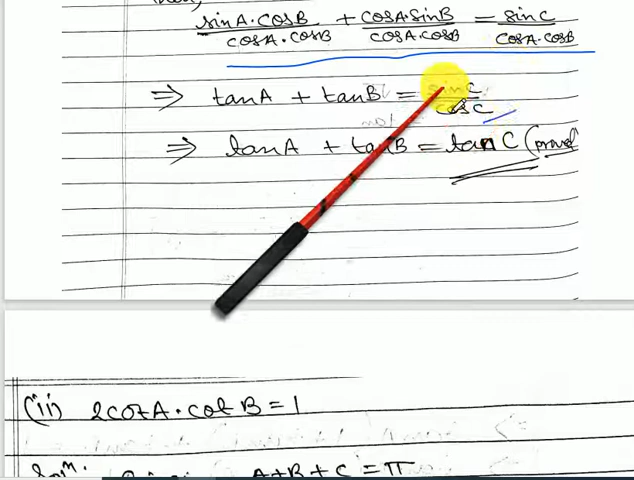 sinA.cosB / cosA.cosB + cosA.sinB / cosA.cosB = sinC / cosA.cosB
⇒ tanA + tanB = sinC / cosC
⇒ tanA + tanB = tanC (proved
(ii) 2cotA.cotB = 1
Soln. A+B+C = π